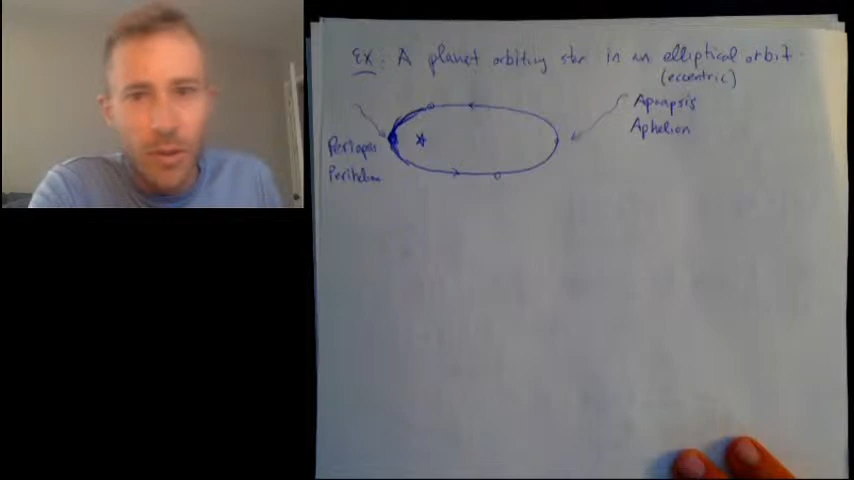 Ex: A planet orbiting star in an elliptical orbit.
(eccentric)
Apoapsis
Aphelion
Periapsis
Perihelion